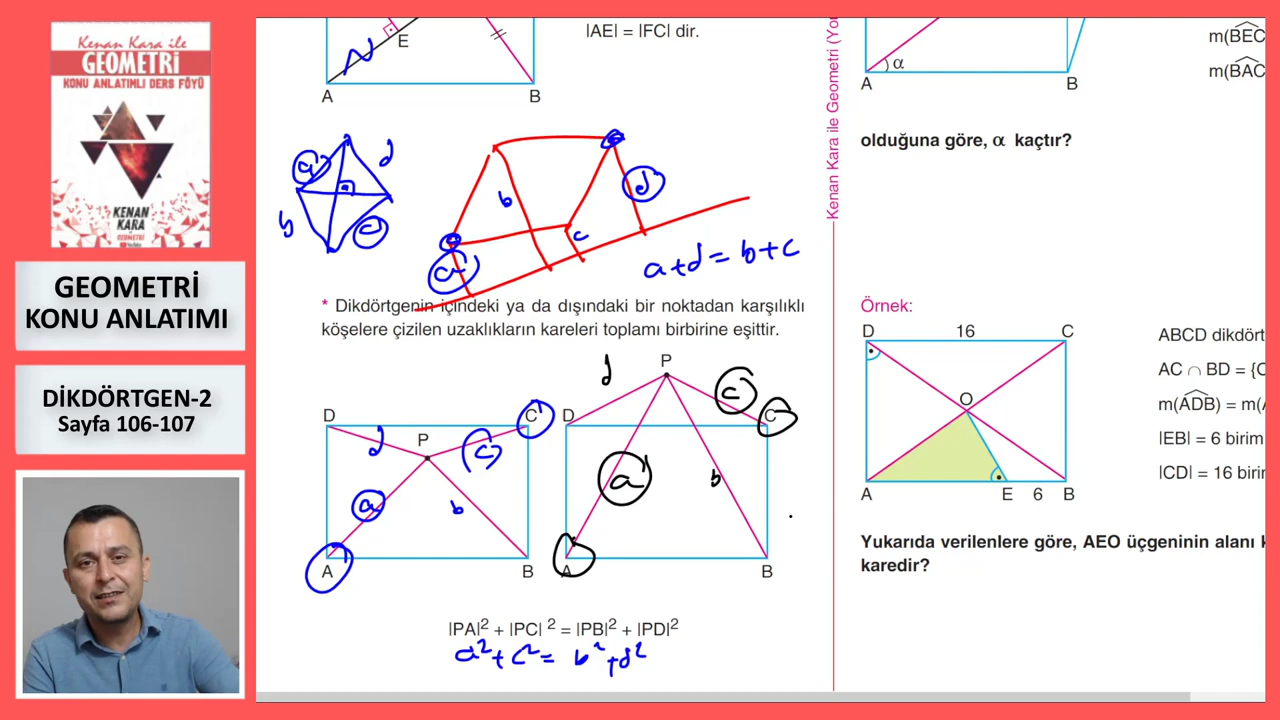 Kenan Kara ile
GEOMETRİ
KONU ANLATIMLI DERS FÖYÜ
KENAN
KARA
GEOMETRİ
YouTube
GEOMETRİ
KONU ANLATIMI
DİKDÖRTGEN-2
Sayfa 106-107
E
A
B
|AE| = |FC| dir.
a
d
b
c
b
d
c
a
a+d = b+c
* Dikdörtgenin içindeki ya da dışındaki bir noktadan karşılıklı
köşelere çizilen uzaklıkların kareleri toplamı birbirine eşittir.
D
C
P
d
c
a
b
A
B
P
d
c
D
C
a
b
A
B
|PA|² + |PC| ² = |PB|² + |PD|²
a² + c² = b² + d²
Kenan Kara ile Geometri (Yo
α
A
B
m(BEC
m(BAC
olduğuna göre, α kaçtır?
Örnek:
D
16
C
O
A
E
6
B
ABCD dikdört
AC ∩ BD = {
m(ADB) = m(
|EB| = 6 birim
|CD| = 16 biri
Yukarıda verilenlere göre, AEO üçgeninin alanı k
karedir?